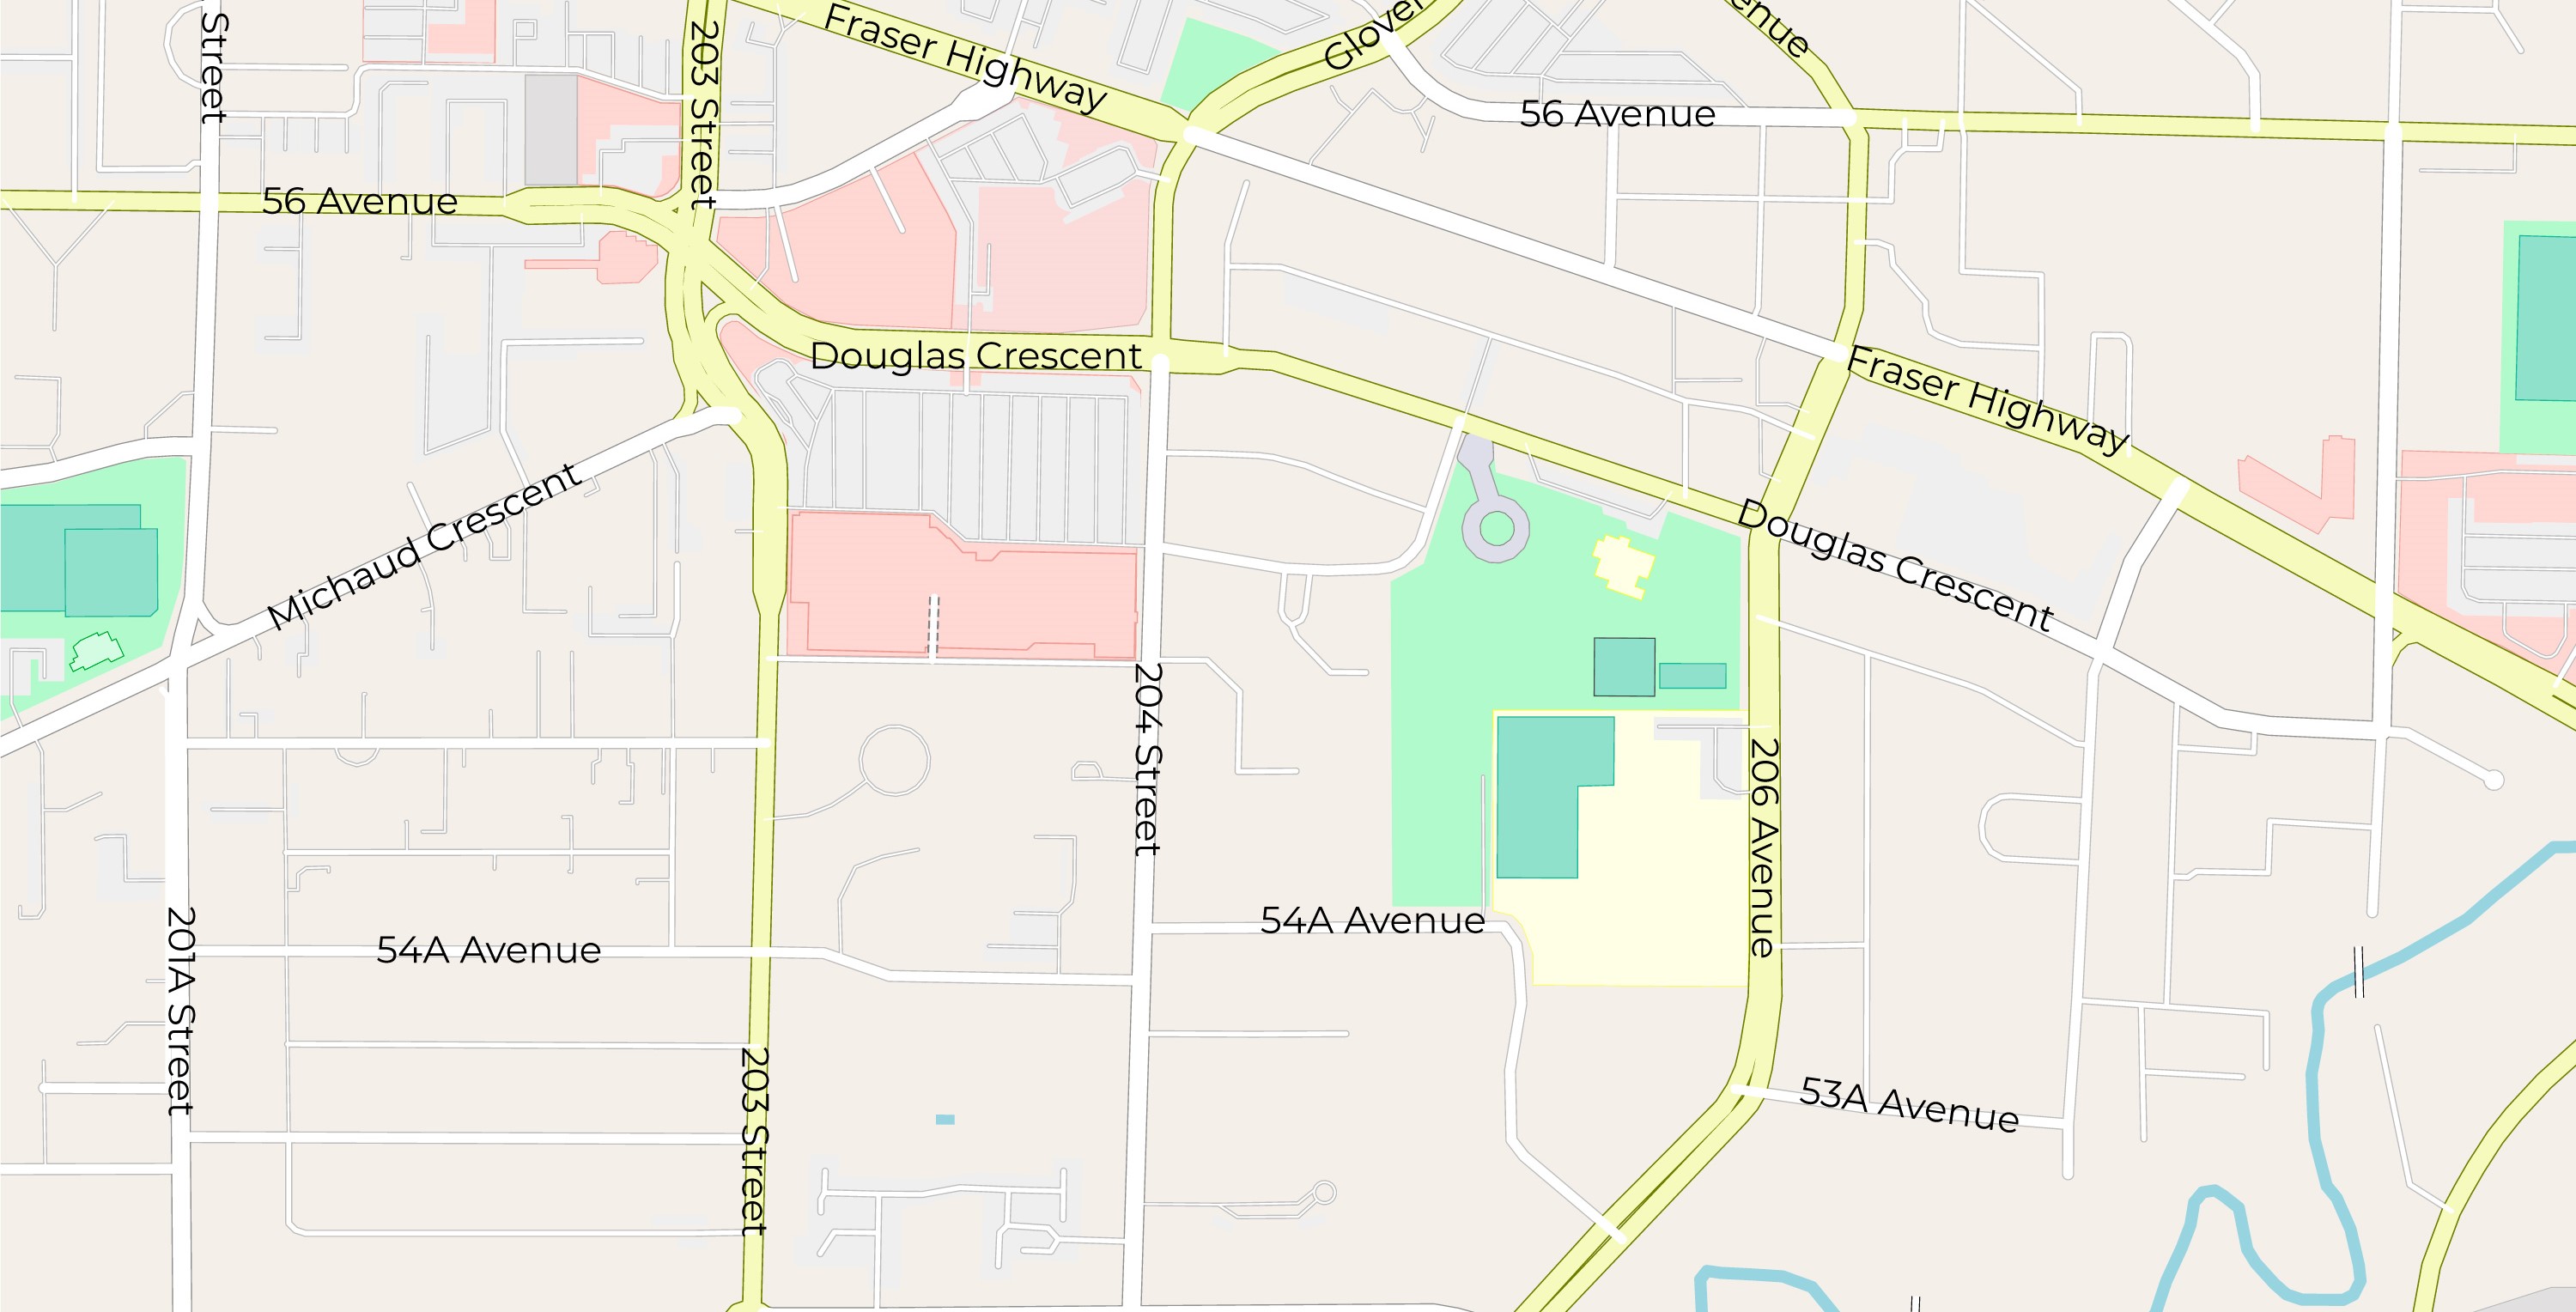 Street
203 Street
Fraser Highway
Glover
enue
56 Avenue
56 Avenue
Douglas Crescent
Fraser Highway
Michaud Crescent
Douglas Crescent
204 Street
206 Avenue
54A Avenue
54A Avenue
201A Street
203 Street
53A Avenue